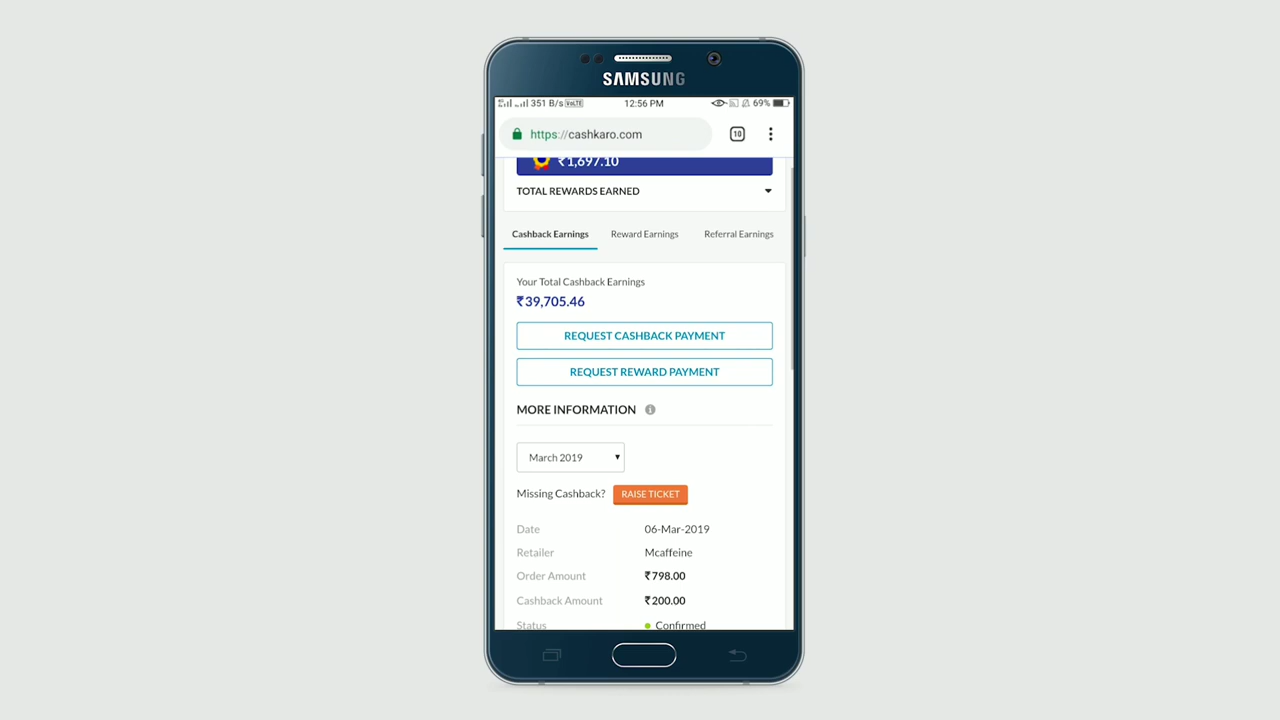 SAMSUNG
351 B/s VoLTE 12:56 PM 69%
https://cashkaro.com 10
₹1,697.10
TOTAL REWARDS EARNED
Cashback Earnings Reward Earnings Referral Earnings
Your Total Cashback Earnings
₹39,705.46
REQUEST CASHBACK PAYMENT
REQUEST REWARD PAYMENT
MORE INFORMATION
March 2019
Missing Cashback? RAISE TICKET
Date 06-Mar-2019
Retailer Mcaffeine
Order Amount ₹798.00
Cashback Amount ₹200.00
Status Confirmed